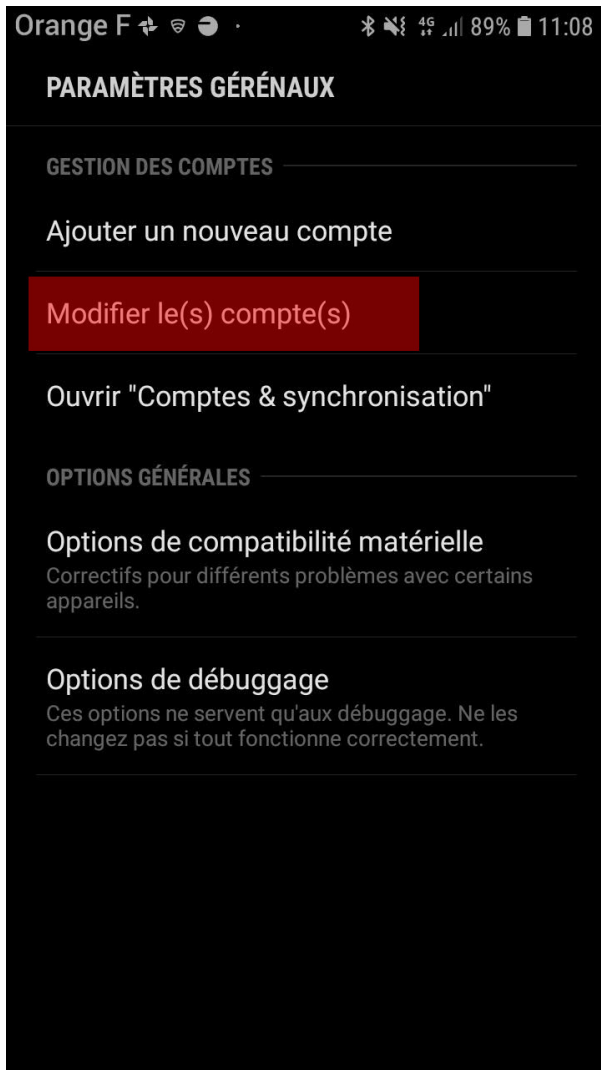 Orange F 4G 89% 11:08
PARAMÈTRES GÉRÉNAUX
GESTION DES COMPTES
Ajouter un nouveau compte
Modifier le(s) compte(s)
Ouvrir "Comptes & synchronisation"
OPTIONS GÉNÉRALES
Options de compatibilité matérielle
Correctifs pour différents problèmes avec certains
appareils.
Options de débuggage
Ces options ne servent qu'aux débuggage. Ne les
changez pas si tout fonctionne correctement.